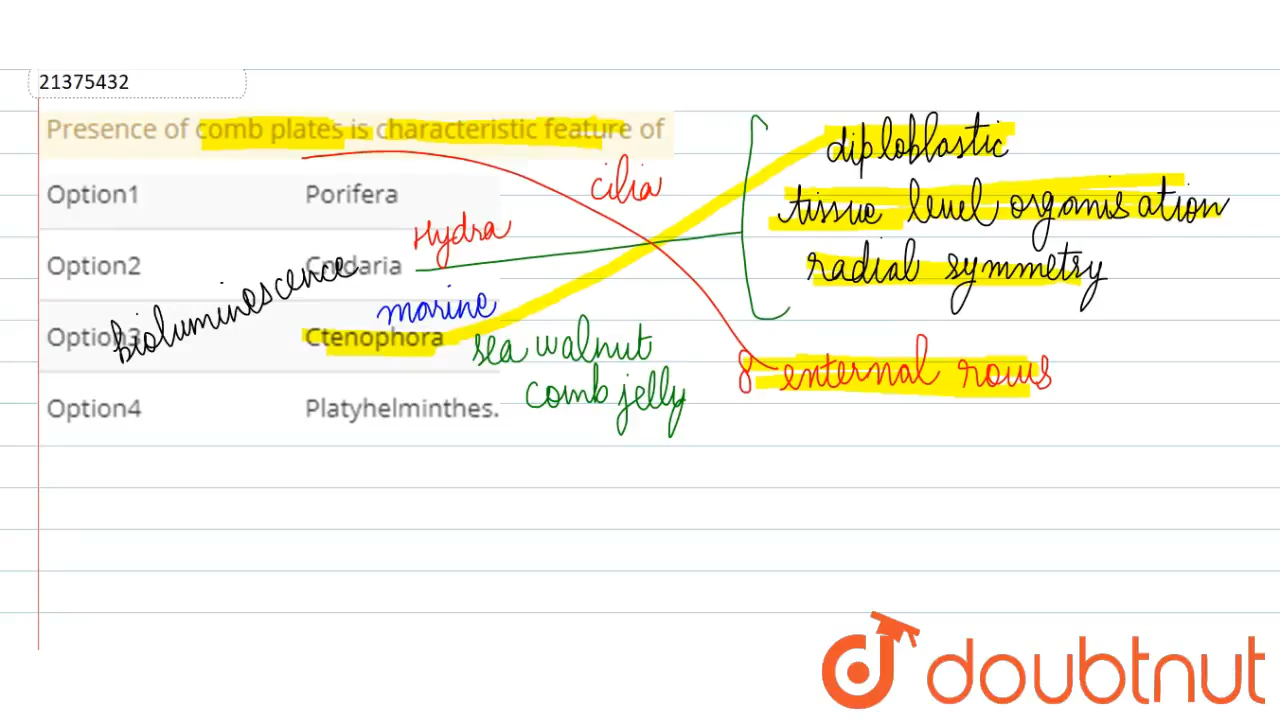 21375432
Presence of comb plates is characteristic feature of
Option1 Porifera
Option2 Cnidaria
Option3 Ctenophora
Option4 Platyhelminthes.
cilia
Hydra
bioluminescence
marine
sea walnut
comb jelly
diploblastic
tissue level organisation
radial symmetry
8 external rows
doubtnut